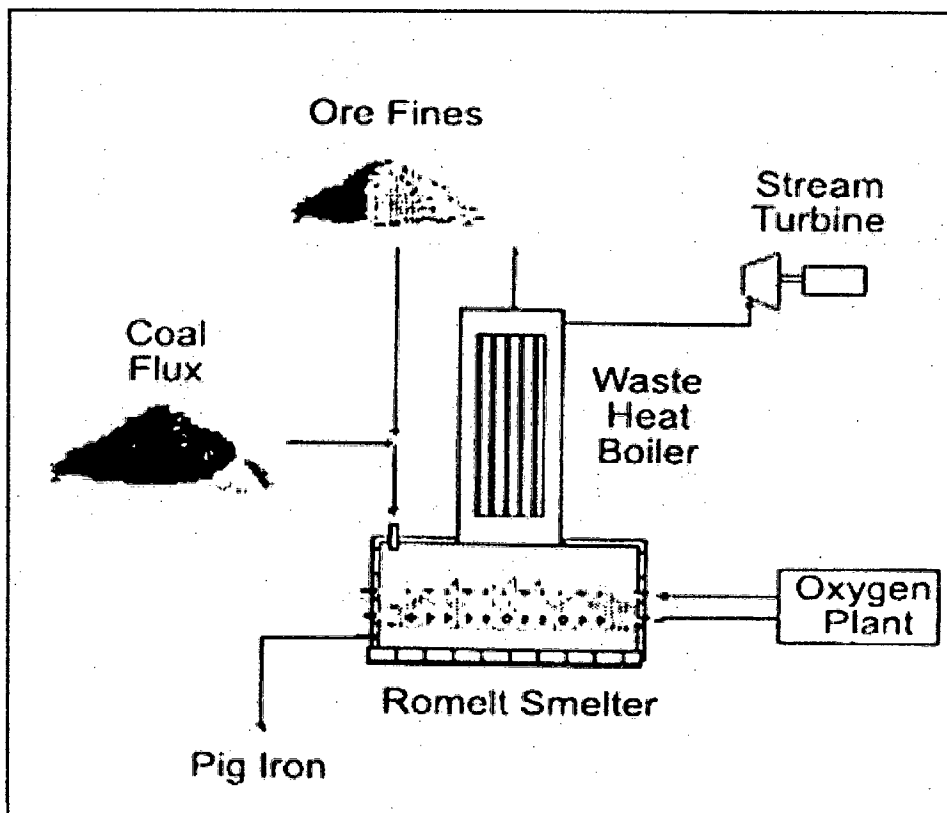 Ore Fines
Stream
Turbine
Coal
Flux
Waste
Heat
Boiler
Oxygen
Plant
Romelt Smelter
Pig Iron